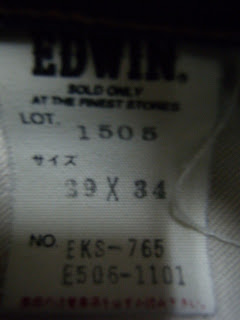 EDWIN®
SOLD ONLY
AT THE FINEST STORES
LOT. 1505
サイズ
39 X 34
NO. EKS-765
E506-1101